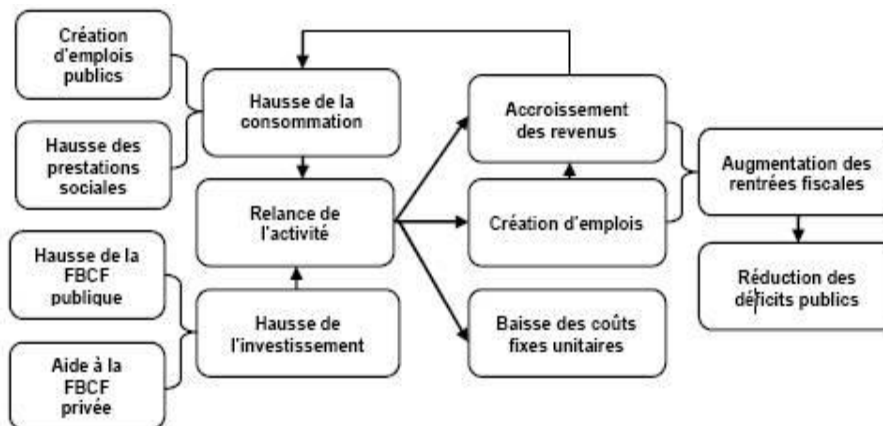 Création
d'emplois
publics
Hausse des
prestations
sociales
Hausse de la
FBCF
publique
Aide à la
FBCF
privée
Hausse de la
consommation
Relance de
l'activité
Hausse de
l'investissement
Accroissement
des revenus
Création d'emplois
Baisse des coûts
fixes unitaires
Augmentation des
rentrées fiscales
Réduction des
déficits publics